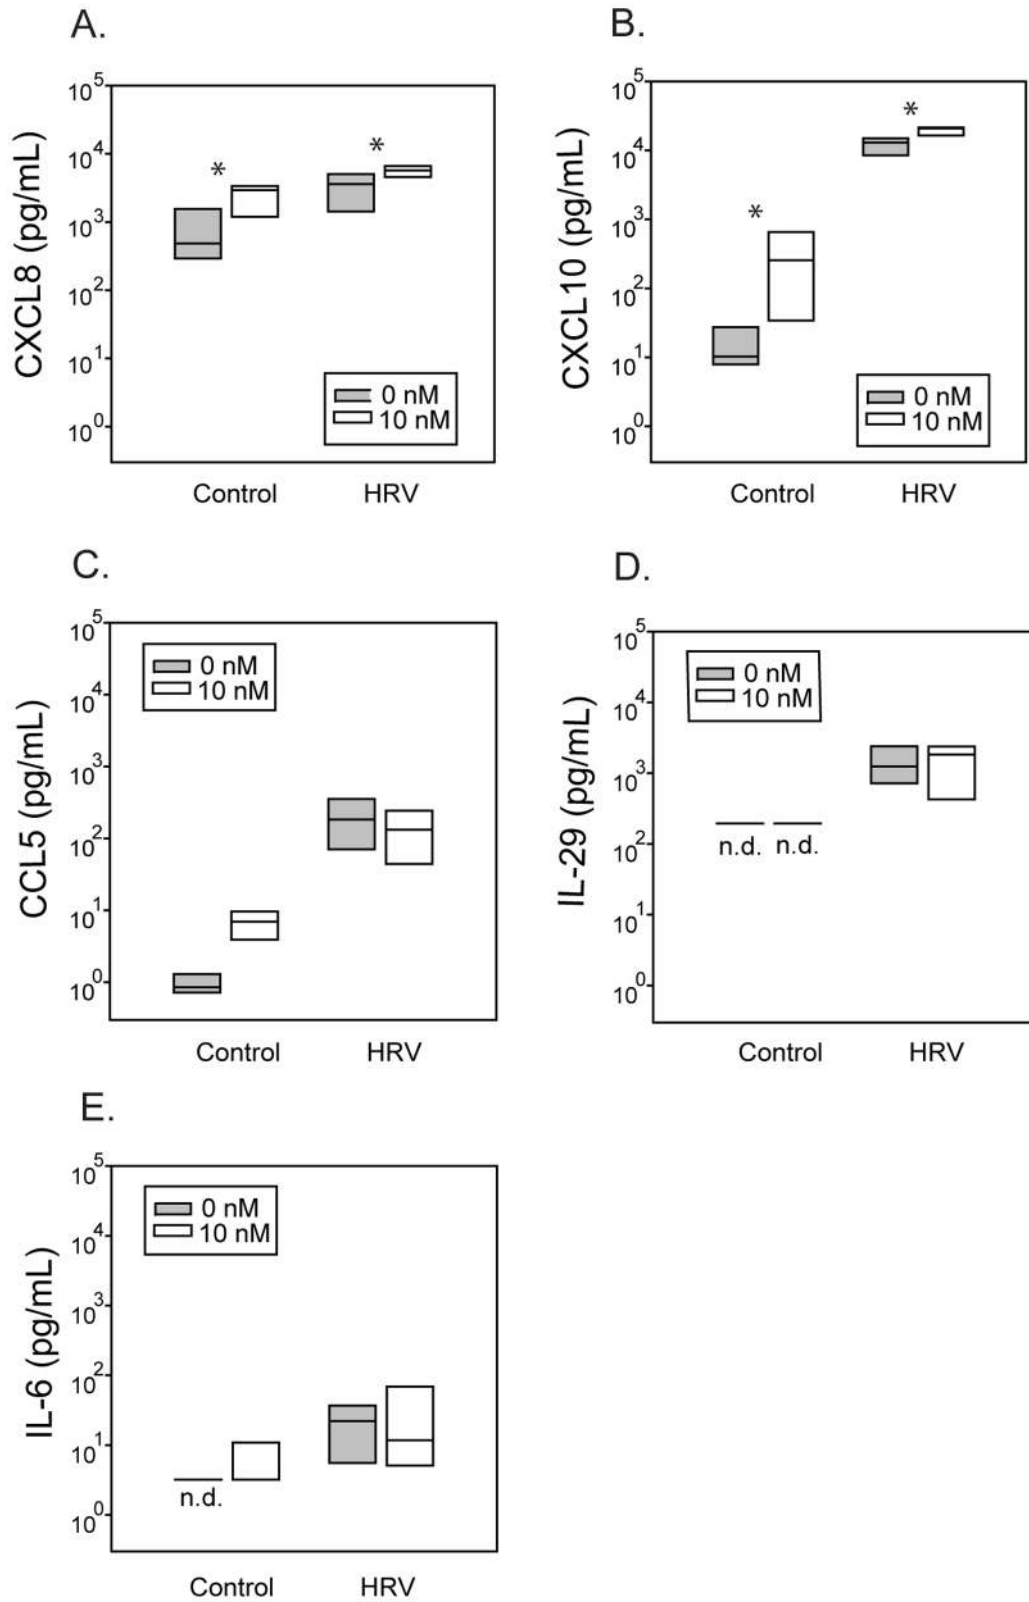 A.
CXCL8 (pg/mL)
10^5
10^4
10^3
10^2
10^1
10^0
*
*
0 nM
10 nM
Control HRV
B.
CXCL10 (pg/mL)
10^5
10^4
10^3
10^2
10^1
10^0
*
*
0 nM
10 nM
Control HRV
C.
CCL5 (pg/mL)
10^5
10^4
10^3
10^2
10^1
10^0
0 nM
10 nM
Control HRV
D.
IL-29 (pg/mL)
10^5
10^4
10^3
10^2
10^1
10^0
0 nM
10 nM
n.d. n.d.
Control HRV
E.
IL-6 (pg/mL)
10^5
10^4
10^3
10^2
10^1
10^0
0 nM
10 nM
n.d.
Control HRV